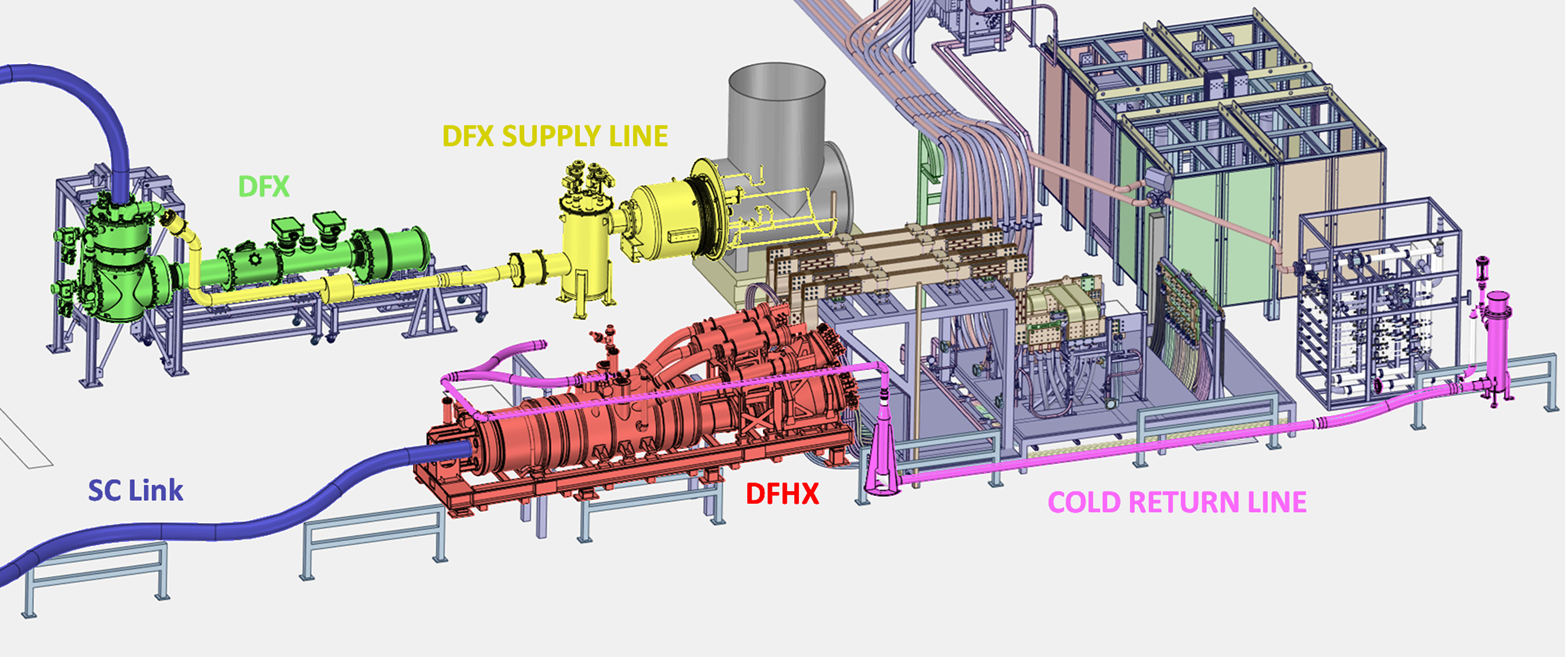 DFX SUPPLY LINE
DFX
SC Link
DFHX
COLD RETURN LINE